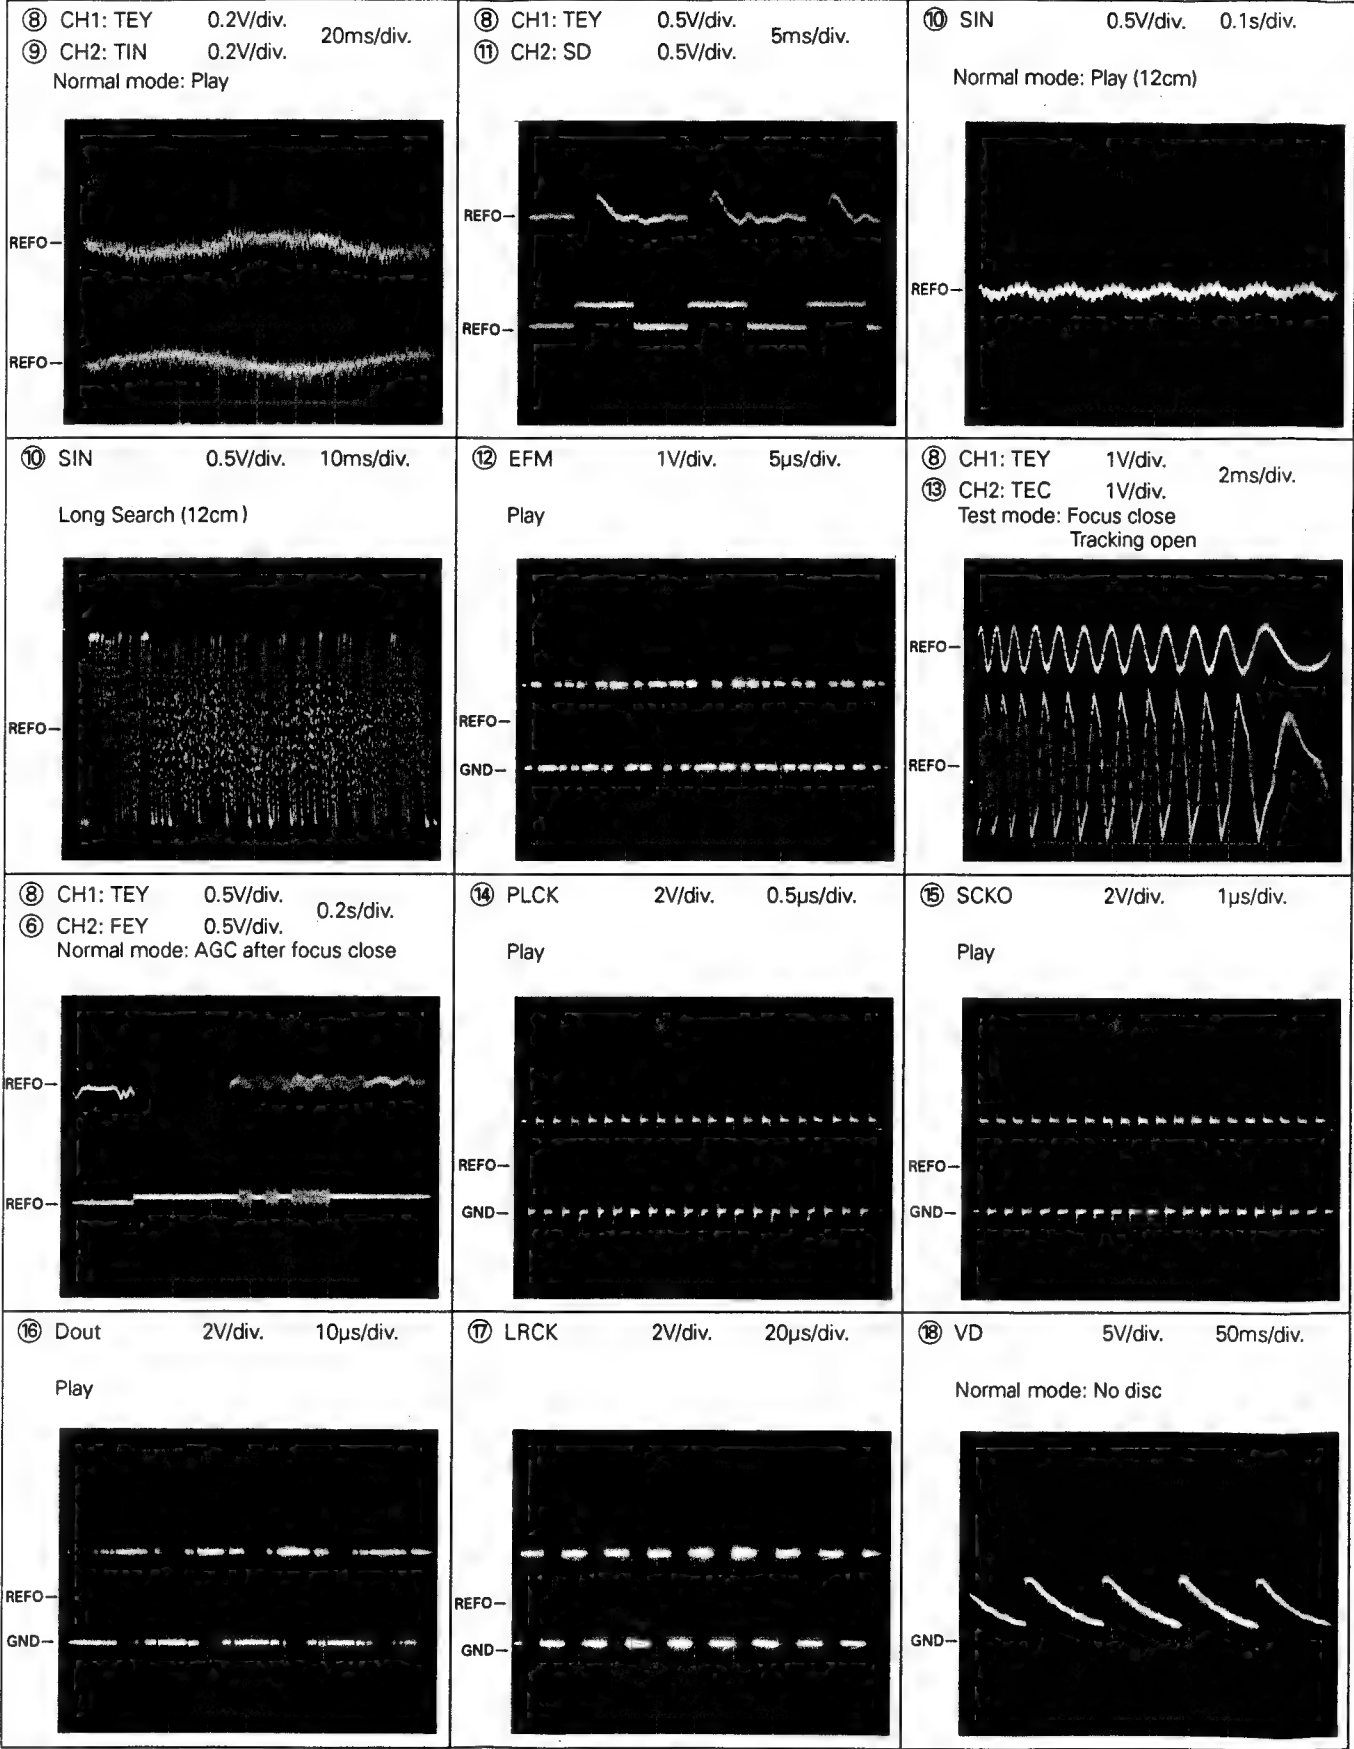 ⑧ CH1: TEY 0.2V/div. 20ms/div.
⑨ CH2: TIN 0.2V/div.
Normal mode: Play
REFO
REFO
⑧ CH1: TEY 0.5V/div. 5ms/div.
⑪ CH2: SD 0.5V/div.
REFO
REFO
⑩ SIN 0.5V/div. 0.1s/div.
Normal mode: Play (12cm)
REFO
⑩ SIN 0.5V/div. 10ms/div.
Long Search (12cm)
REFO
⑫ EFM 1V/div. 5µs/div.
Play
REFO
GND
⑧ CH1: TEY 1V/div. 2ms/div.
⑬ CH2: TEC 1V/div.
Test mode: Focus close
Tracking open
REFO
REFO
⑧ CH1: TEY 0.5V/div. 0.2s/div.
⑥ CH2: FEY 0.5V/div.
Normal mode: AGC after focus close
REFO
REFO
⑭ PLCK 2V/div. 0.5µs/div.
Play
REFO
GND
⑮ SCKO 2V/div. 1µs/div.
Play
REFO
GND
⑯ Dout 2V/div. 10µs/div.
Play
REFO
GND
⑰ LRCK 2V/div. 20µs/div.
REFO
GND
⑱ VD 5V/div. 50ms/div.
Normal mode: No disc
GND